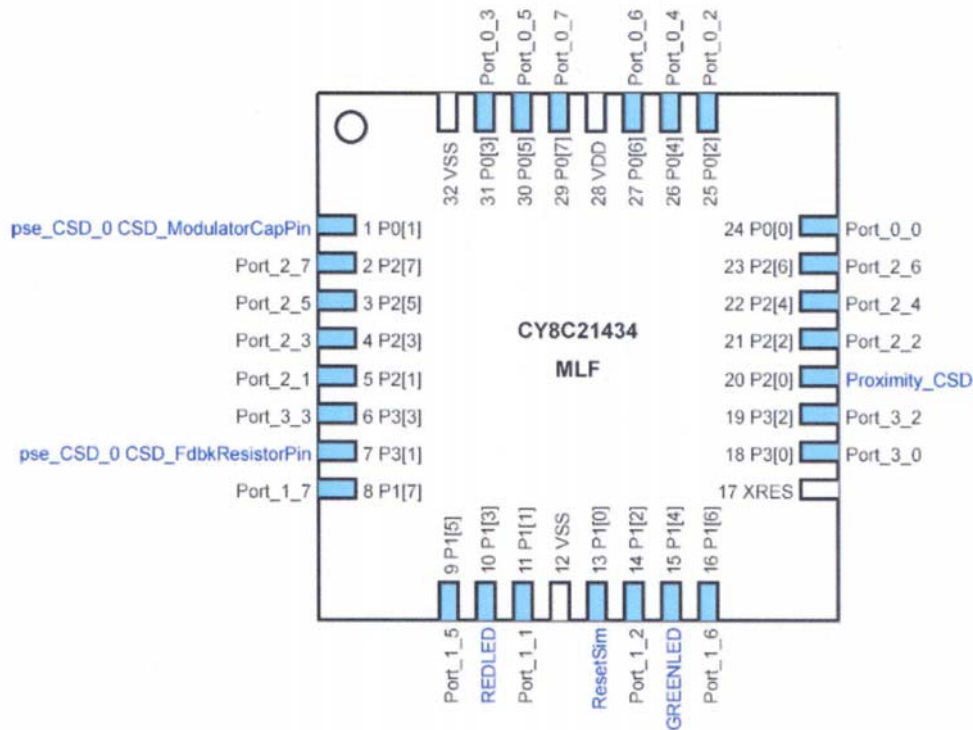 Port_0_3
Port_0_5
Port_0_7
Port_0_6
Port_0_4
Port_0_2
32 VSS
31 P0[3]
30 P0[5]
29 P0[7]
28 VDD
27 P0[6]
26 P0[4]
25 P0[2]
pse_CSD_0 CSD_ModulatorCapPin 1 P0[1]
Port_2_7 2 P2[7]
Port_2_5 3 P2[5]
Port_2_3 4 P2[3]
Port_2_1 5 P2[1]
Port_3_3 6 P3[3]
pse_CSD_0 CSD_FdbkResistorPin 7 P3[1]
Port_1_7 8 P1[7]
CY8C21434
MLF
24 P0[0] Port_0_0
23 P2[6] Port_2_6
22 P2[4] Port_2_4
21 P2[2] Port_2_2
20 P2[0] Proximity_CSD
19 P3[2] Port_3_2
18 P3[0] Port_3_0
17 XRES
9 P1[5]
10 P1[3]
11 P1[1]
12 VSS
13 P1[0]
14 P1[2]
15 P1[4]
16 P1[6]
Port_1_5
REDLED
Port_1_1
ResetSim
Port_1_2
GREENLED
Port_1_6